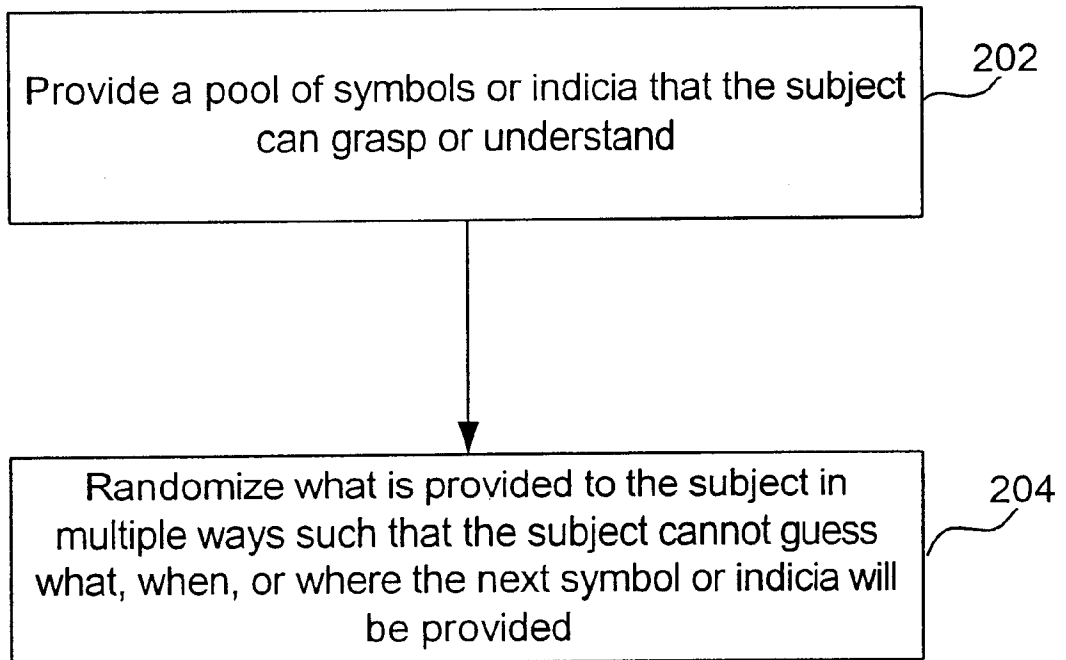 Provide a pool of symbols or indicia that the subject
can grasp or understand
202
Randomize what is provided to the subject in
multiple ways such that the subject cannot guess
what, when, or where the next symbol or indicia will
be provided
204